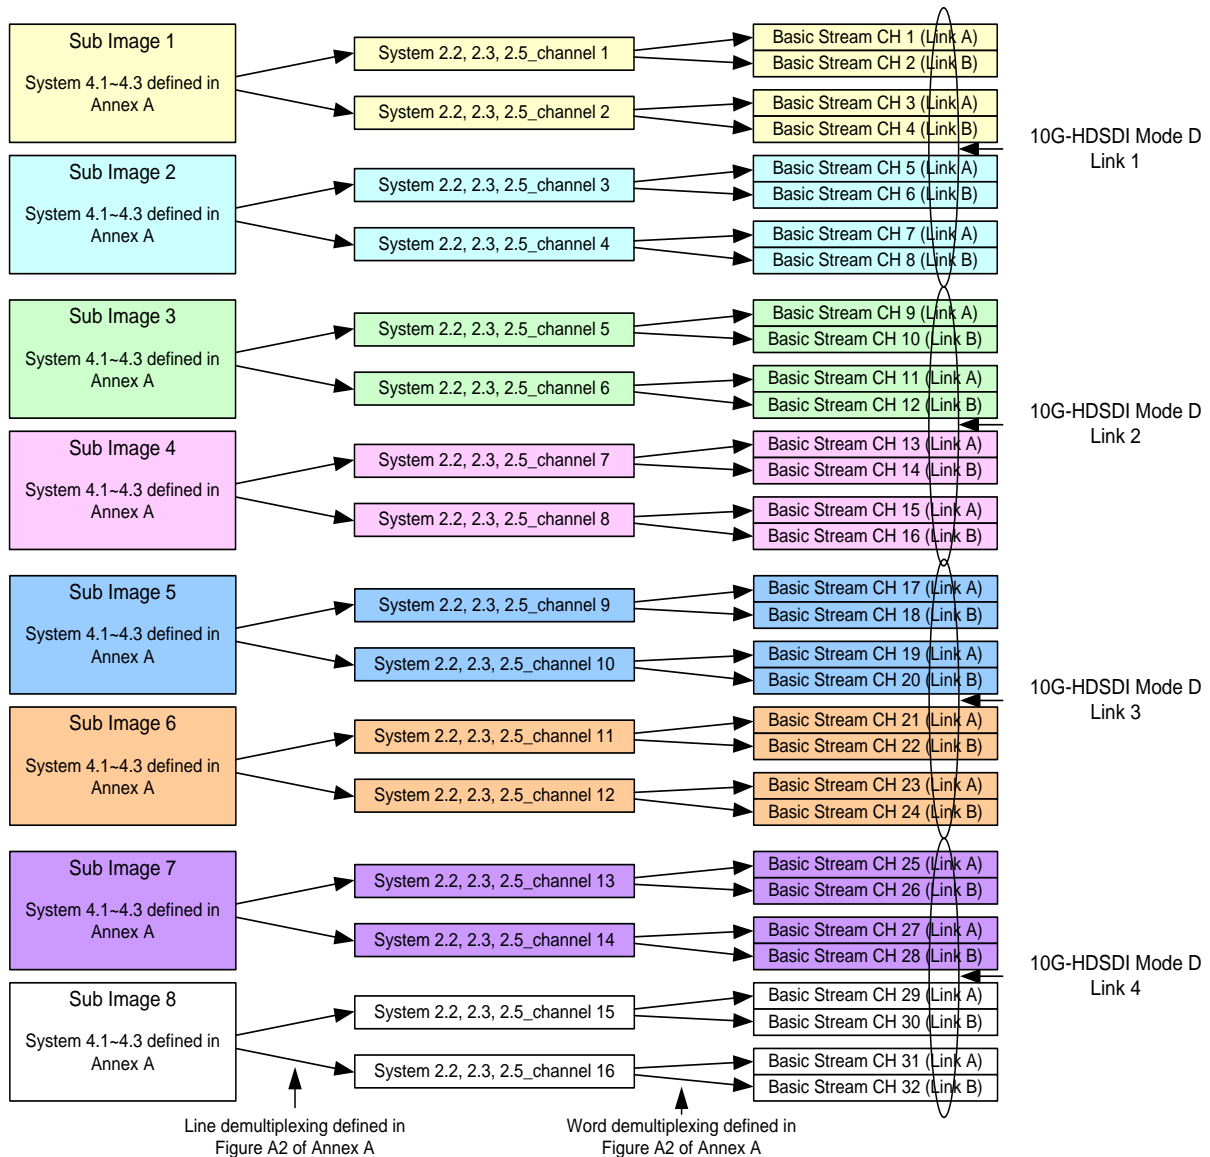 Sub Image 1
System 4.1~4.3 defined in
Annex A
System 2.2, 2.3, 2.5_channel 1
System 2.2, 2.3, 2.5_channel 2
Basic Stream CH 1 (Link A)
Basic Stream CH 2 (Link B)
Basic Stream CH 3 (Link A)
Basic Stream CH 4 (Link B)
10G-HDSDI Mode D
Link 1
Sub Image 2
System 4.1~4.3 defined in
Annex A
System 2.2, 2.3, 2.5_channel 3
System 2.2, 2.3, 2.5_channel 4
Basic Stream CH 5 (Link A)
Basic Stream CH 6 (Link B)
Basic Stream CH 7 (Link A)
Basic Stream CH 8 (Link B)
Sub Image 3
System 4.1~4.3 defined in
Annex A
System 2.2, 2.3, 2.5_channel 5
System 2.2, 2.3, 2.5_channel 6
Basic Stream CH 9 (Link A)
Basic Stream CH 10 (Link B)
Basic Stream CH 11 (Link A)
Basic Stream CH 12 (Link B)
10G-HDSDI Mode D
Link 2
Sub Image 4
System 4.1~4.3 defined in
Annex A
System 2.2, 2.3, 2.5_channel 7
System 2.2, 2.3, 2.5_channel 8
Basic Stream CH 13 (Link A)
Basic Stream CH 14 (Link B)
Basic Stream CH 15 (Link A)
Basic Stream CH 16 (Link B)
Sub Image 5
System 4.1~4.3 defined in
Annex A
System 2.2, 2.3, 2.5_channel 9
System 2.2, 2.3, 2.5_channel 10
Basic Stream CH 17 (Link A)
Basic Stream CH 18 (Link B)
Basic Stream CH 19 (Link A)
Basic Stream CH 20 (Link B)
10G-HDSDI Mode D
Link 3
Sub Image 6
System 4.1~4.3 defined in
Annex A
System 2.2, 2.3, 2.5_channel 11
System 2.2, 2.3, 2.5_channel 12
Basic Stream CH 21 (Link A)
Basic Stream CH 22 (Link B)
Basic Stream CH 23 (Link A)
Basic Stream CH 24 (Link B)
Sub Image 7
System 4.1~4.3 defined in
Annex A
System 2.2, 2.3, 2.5_channel 13
System 2.2, 2.3, 2.5_channel 14
Basic Stream CH 25 (Link A)
Basic Stream CH 26 (Link B)
Basic Stream CH 27 (Link A)
Basic Stream CH 28 (Link B)
10G-HDSDI Mode D
Link 4
Sub Image 8
System 4.1~4.3 defined in
Annex A
System 2.2, 2.3, 2.5_channel 15
System 2.2, 2.3, 2.5_channel 16
Basic Stream CH 29 (Link A)
Basic Stream CH 30 (Link B)
Basic Stream CH 31 (Link A)
Basic Stream CH 32 (Link B)
Line demultiplexing defined in
Figure A2 of Annex A
Word demultiplexing defined in
Figure A2 of Annex A